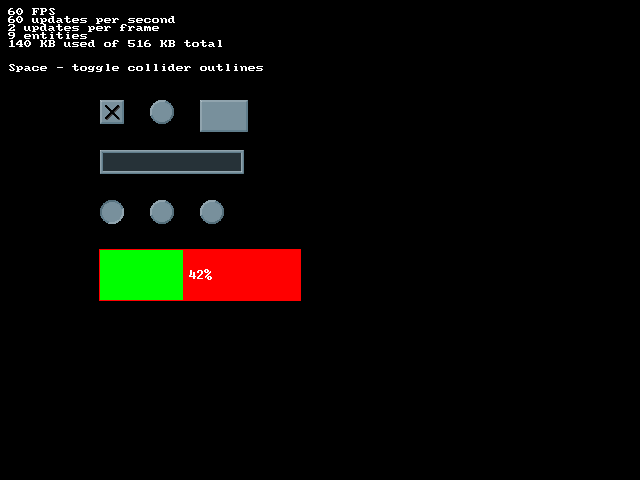 60 FPS
60 updates per second
2 updates per frame
9 entities
140 KB used of 516 KB total
Space - toggle collider outlines
42%